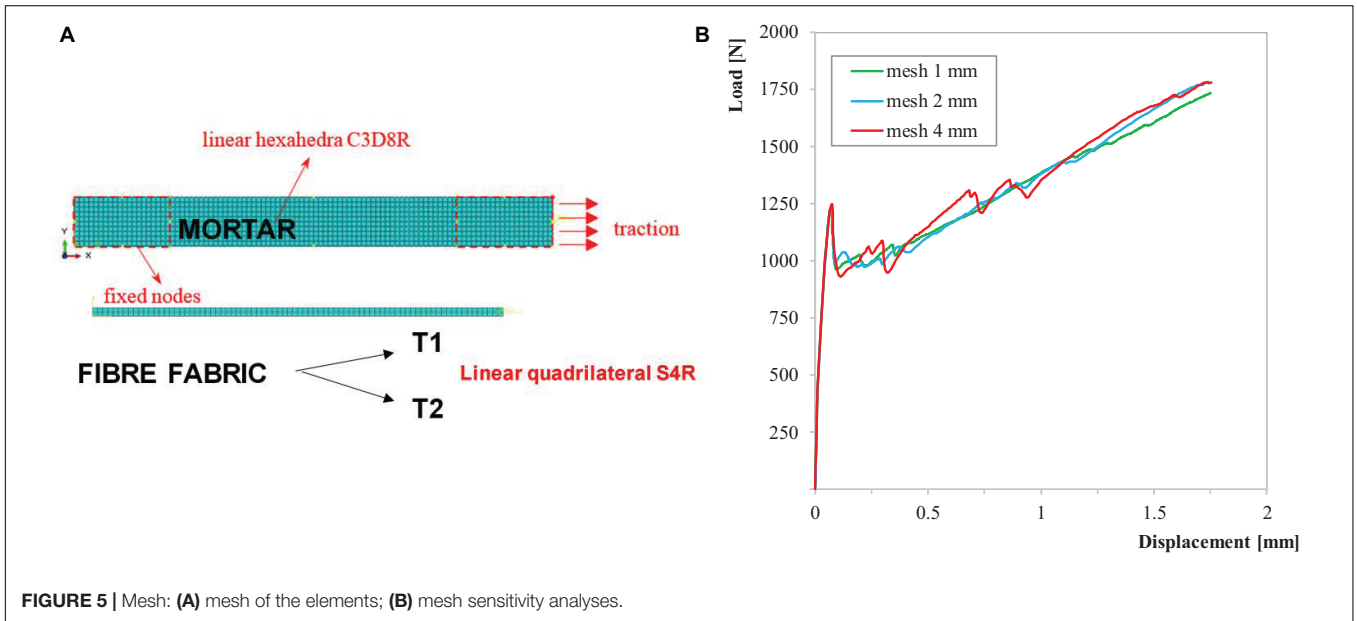 A
linear hexahedra C3D8R
MORTAR
traction
Y
X
fixed nodes
T1
FIBRE FABRIC
Linear quadrilateral S4R
T2
B
Load [N]
2000
1750
1500
1250
1000
750
500
250
mesh 1 mm
mesh 2 mm
mesh 4 mm
0
0.5
1
1.5
2
Displacement [mm]
FIGURE 5 | Mesh: (A) mesh of the elements; (B) mesh sensitivity analyses.